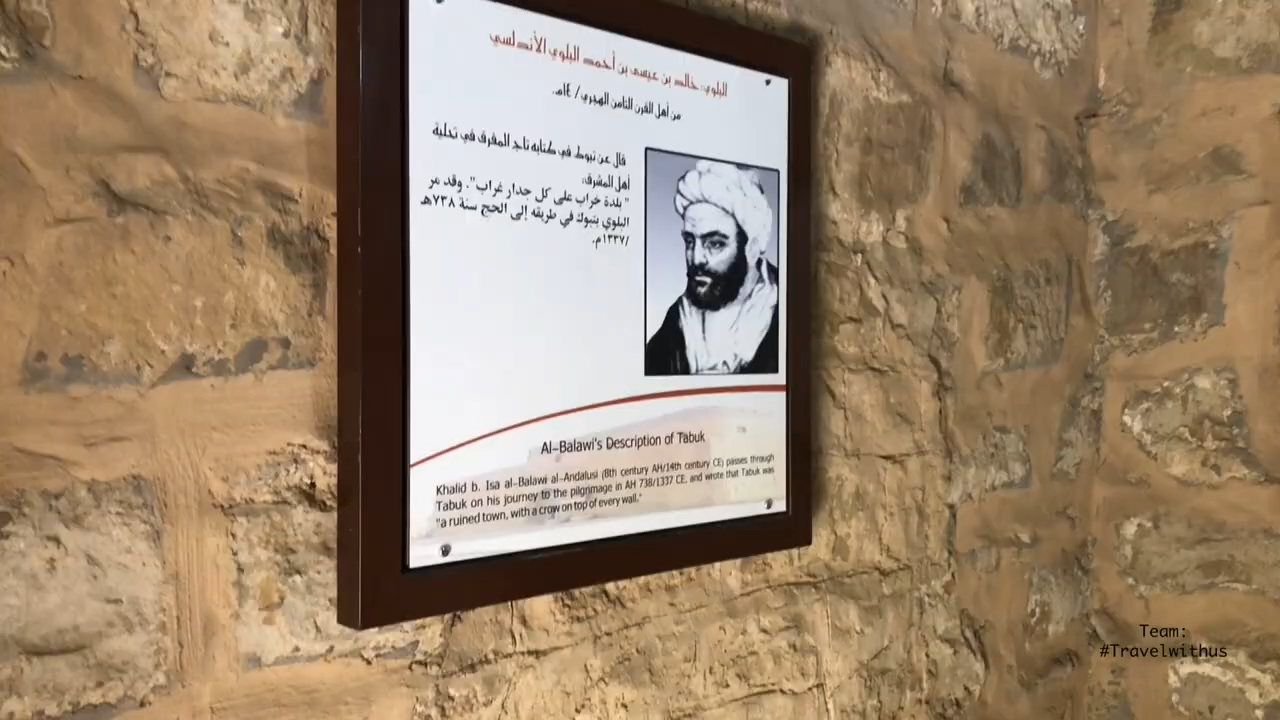 البلوي: خالد بن عيسى بن أحمد البلوي الأندلسي
من أهل القرن الثامن الهجري/ ١٤م.
قال عن تبوك في كتابه تاج المفرق في تحلية
أهل المشرق:
" بلدة خراب على كل جدار غراب". وقد مر
البلوي بتبوك في طريقه إلى الحج سنة ٧٣٨هـ
/١٣٣٧م.
Al-Balawi's Description of Tabuk
Khalid b. Isa al-Balawi al-Andalusi (8th century AH/14th century CE) passes through
Tabuk on his journey to the pilgrimage in AH 738/1337 CE, and wrote that Tabuk was
"a ruined town, with a crow on top of every wall."
Team:
#Travelwithus